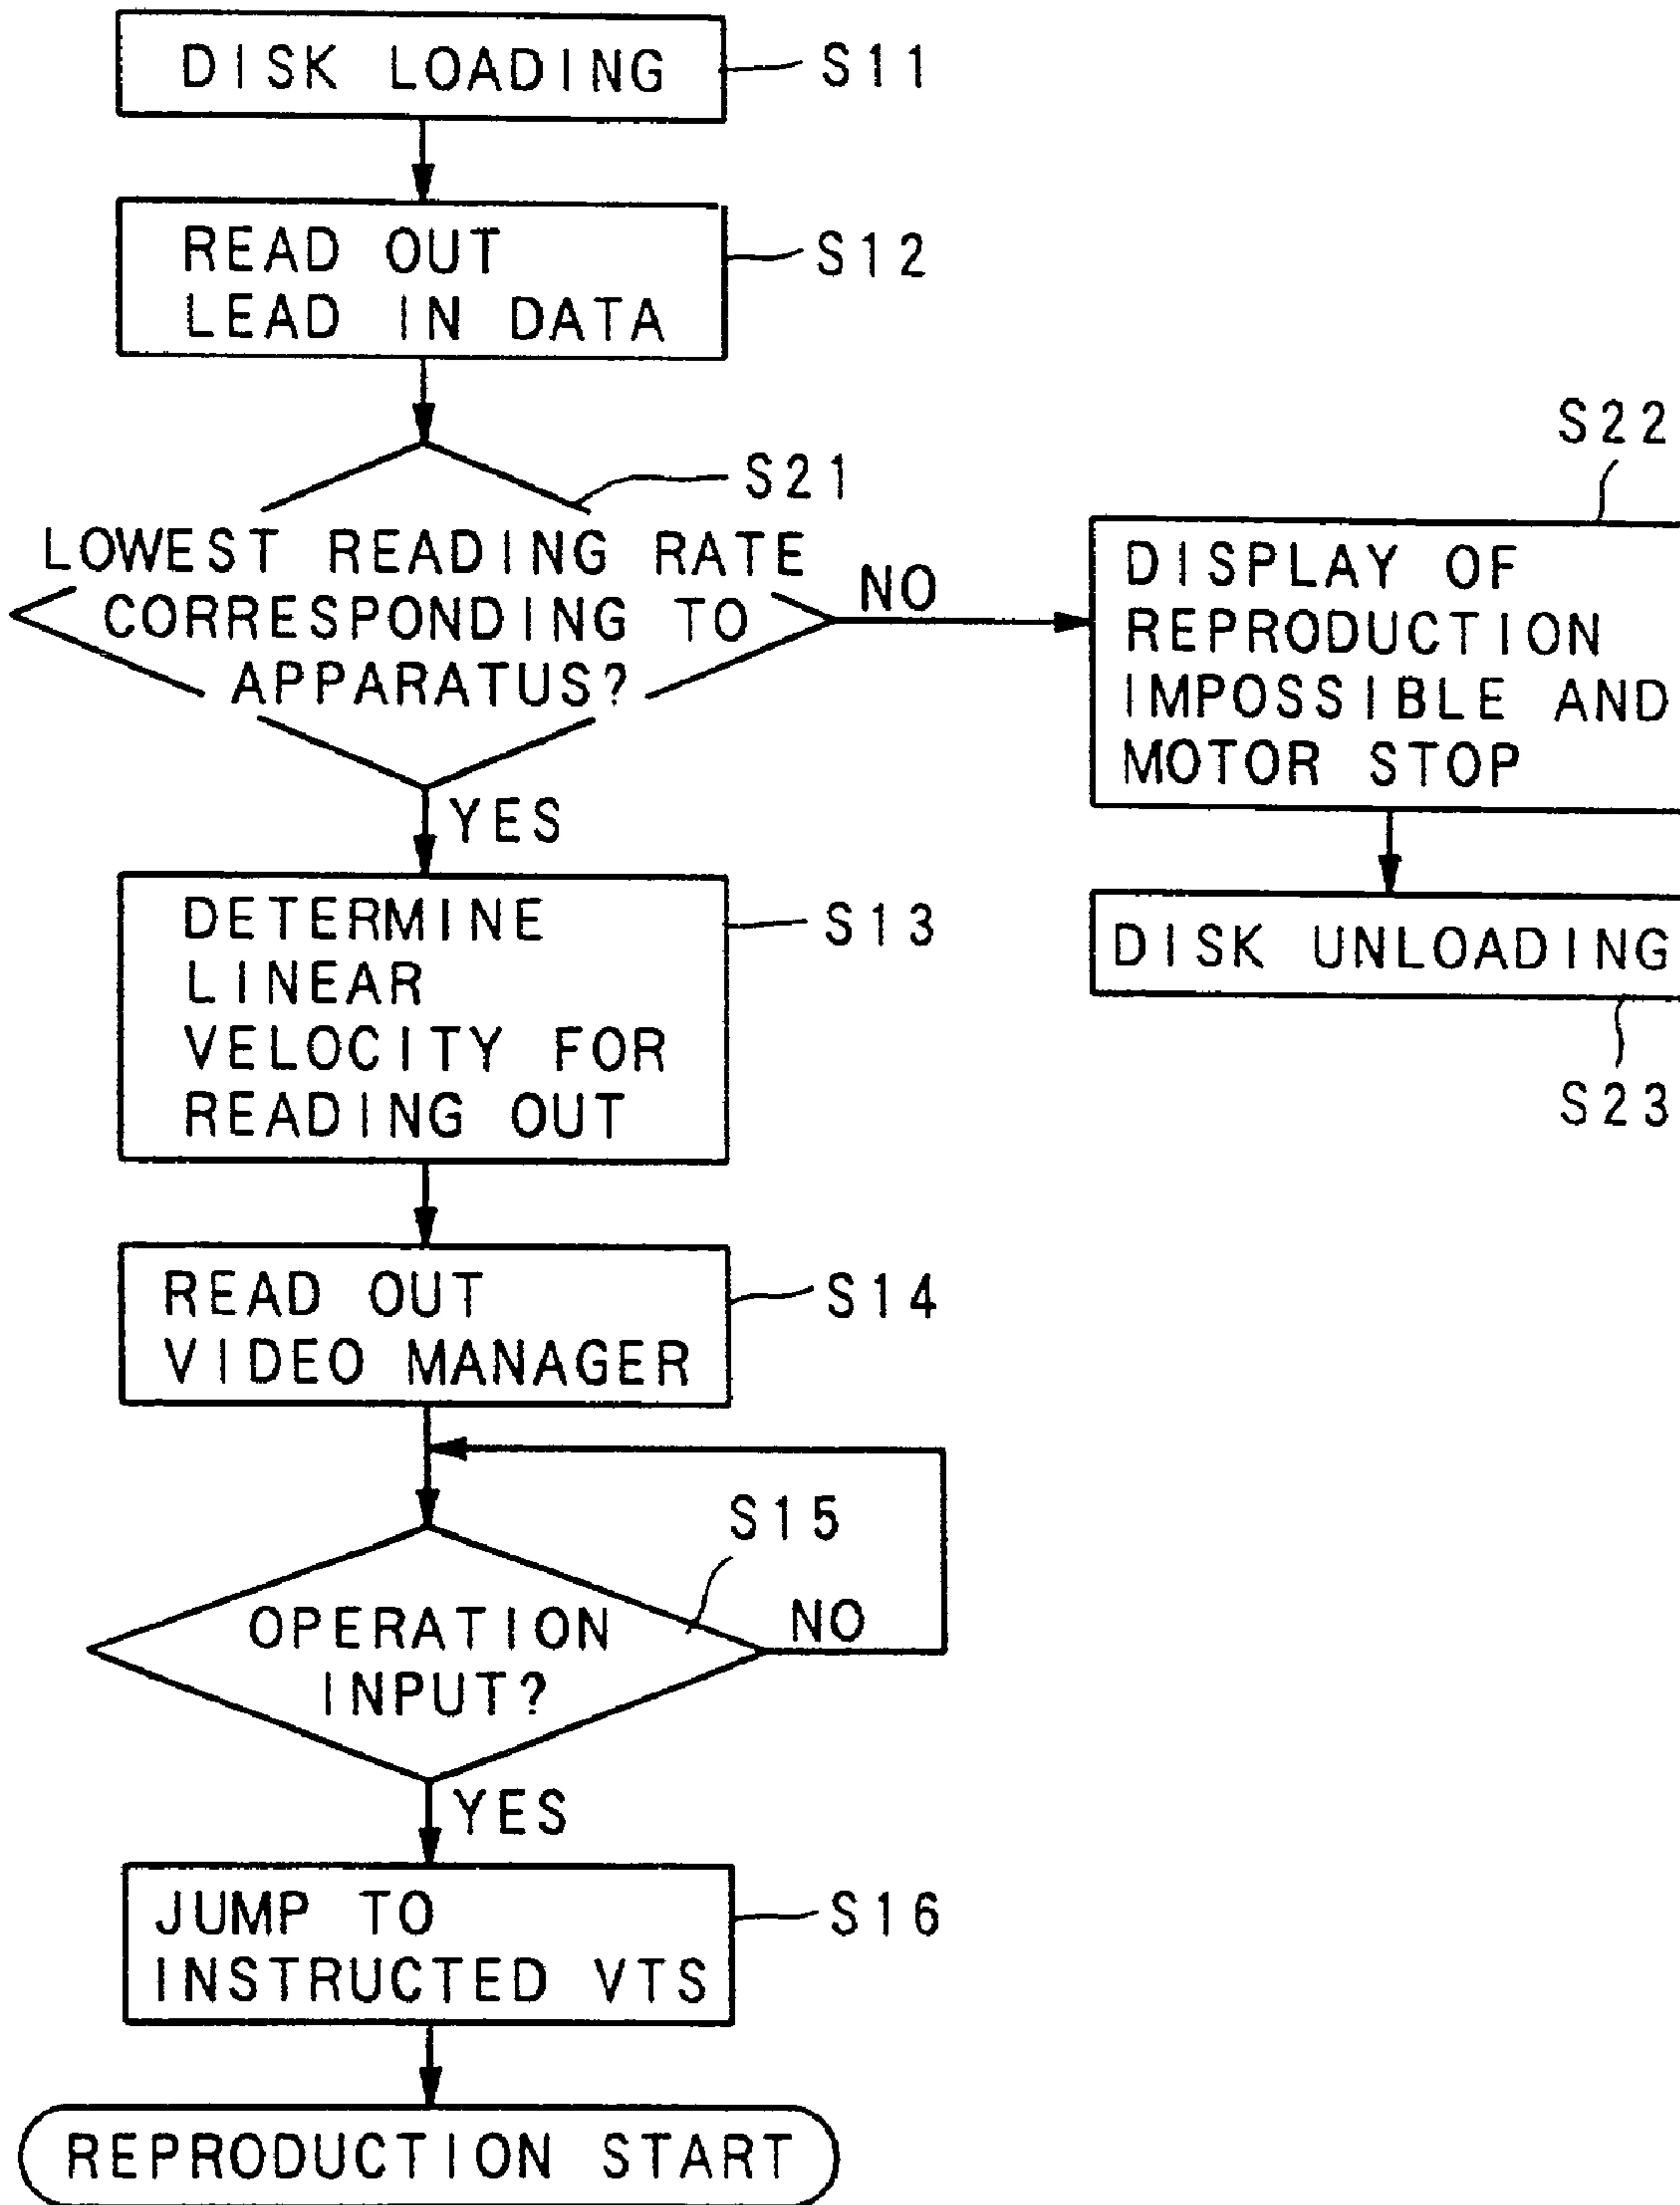 DISK LOADING
S11
READ OUT
LEAD IN DATA
S12
S21
LOWEST READING RATE
CORRESPONDING TO
APPARATUS?
NO
YES
S22
DISPLAY OF
REPRODUCTION
IMPOSSIBLE AND
MOTOR STOP
DISK UNLOADING
S23
DETERMINE
LINEAR
VELOCITY FOR
READING OUT
S13
READ OUT
VIDEO MANAGER
S14
S15
OPERATION
INPUT?
NO
YES
JUMP TO
INSTRUCTED VTS
S16
REPRODUCTION START